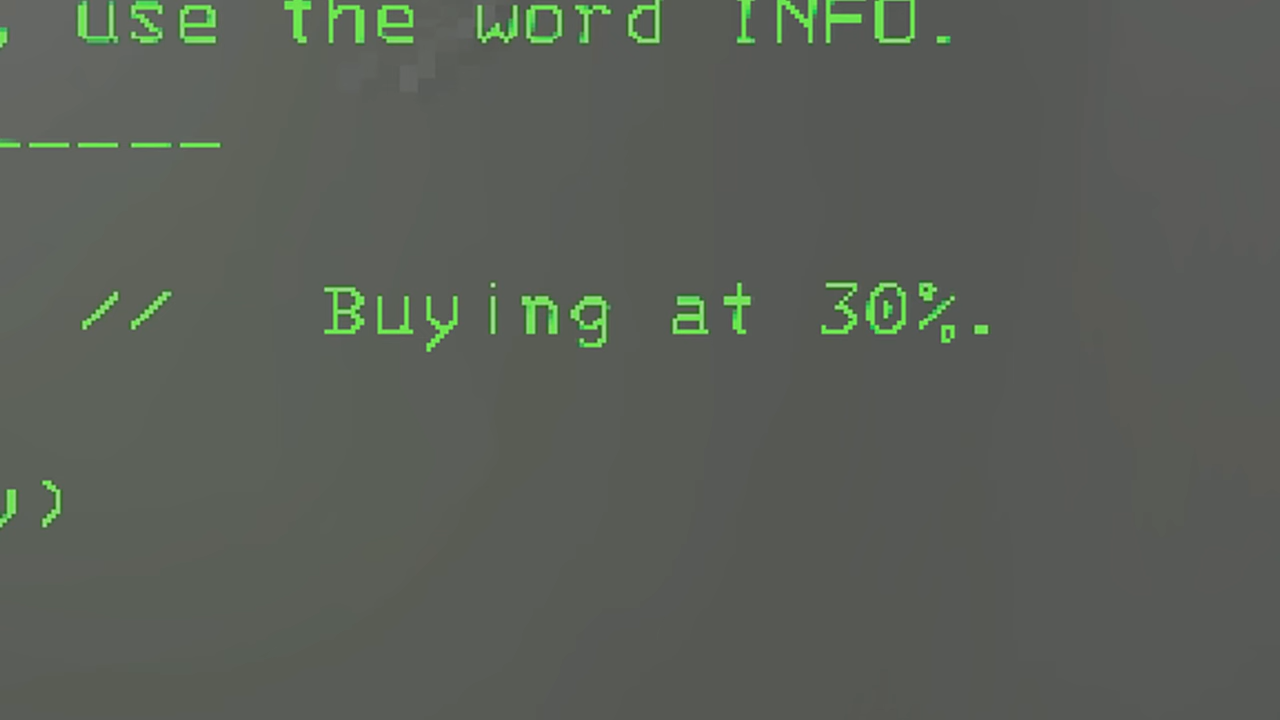 , use the word INFO.
-----
// Buying at 30%.
)